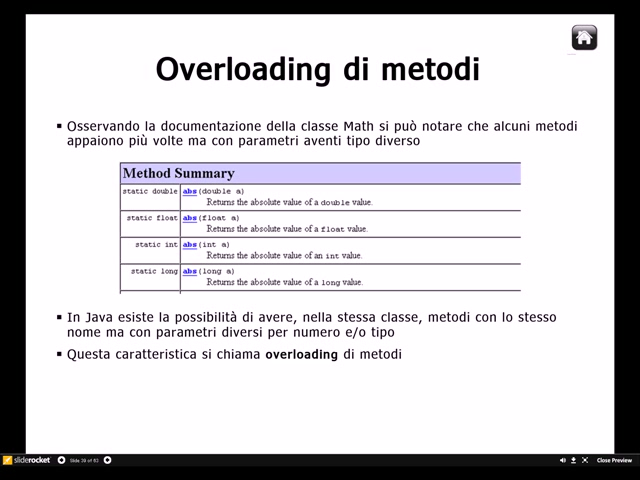 Overloading di metodi
▪ Osservando la documentazione della classe Math si può notare che alcuni metodi
appaiono più volte ma con parametri aventi tipo diverso
Method Summary
static double abs(double a)
Returns the absolute value of a double value.
static float abs(float a)
Returns the absolute value of a float value.
static int abs(int a)
Returns the absolute value of an int value.
static long abs(long a)
Returns the absolute value of a long value.
▪ In Java esiste la possibilità di avere, nella stessa classe, metodi con lo stesso
nome ma con parametri diversi per numero e/o tipo
▪ Questa caratteristica si chiama overloading di metodi
sliderocket Slide 39 of 93 Close Preview